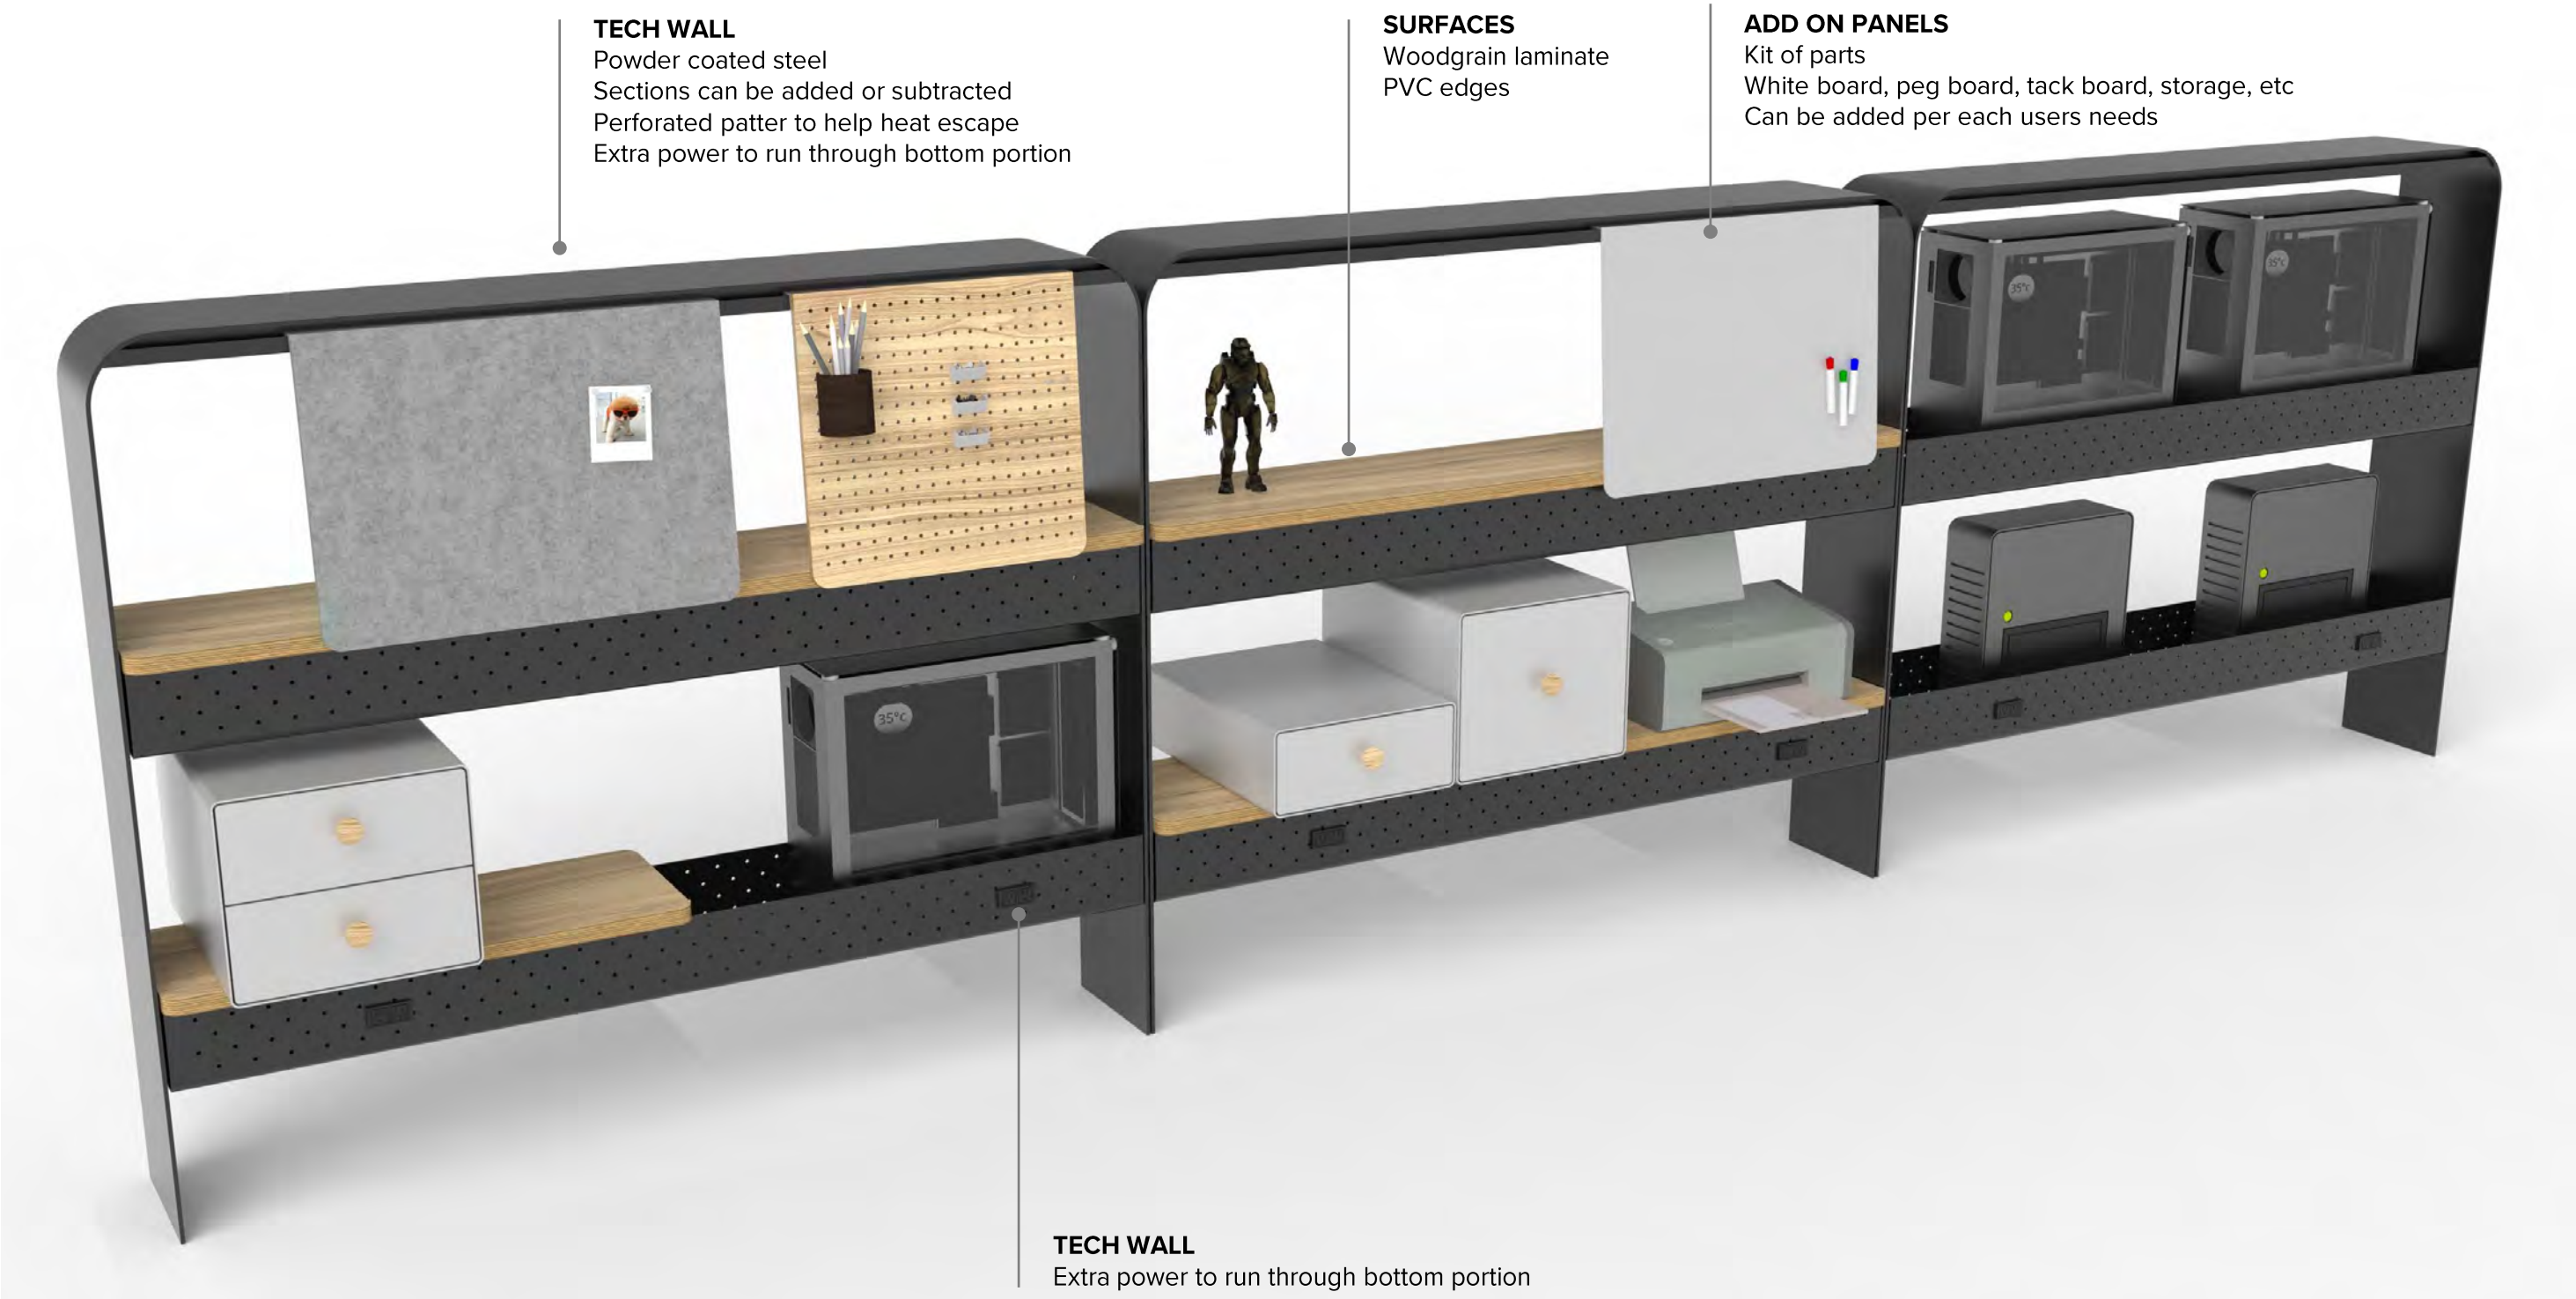 TECH WALL
Powder coated steel
Sections can be added or subtracted
Perforated patter to help heat escape
Extra power to run through bottom portion
SURFACES
Woodgrain laminate
PVC edges
ADD ON PANELS
Kit of parts
White board, peg board, tack board, storage, etc
Can be added per each users needs
35°c
35°c
35°c
TECH WALL
Extra power to run through bottom portion